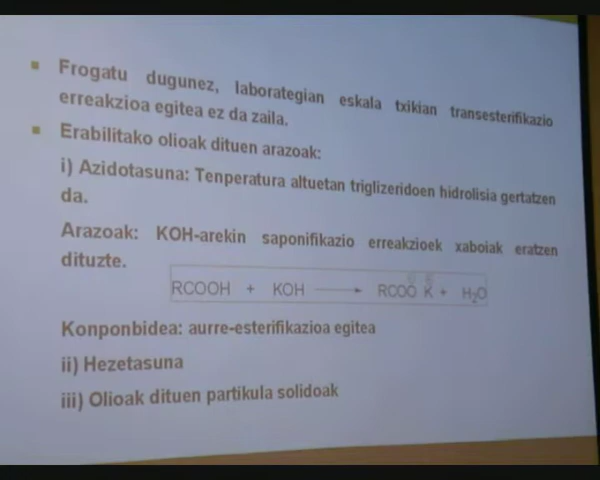 Frogatu dugunez, laborategian eskala txikian transesterifikazio
erreakzioa egitea ez da zaila.
Erabilitako olioak dituen arazoak:
i) Azidotasuna: Tenperatura altuetan triglizeridoen hidrolisia gertatzen
da.
Arazoak: KOH-arekin saponifikazio erreakzioek xaboiak eratzen
dituzte.
RCOOH + KOH → RCOO K + H₂O
Konponbidea: aurre-esterifikazioa egitea
ii) Hezetasuna
iii) Olioak dituen partikula solidoak